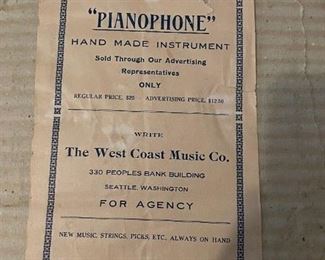 "PIANOPHONE"
HAND MADE INSTRUMENT
Sold Through Our Advertising
Representatives
ONLY
REGULAR PRICE, $25 - ADVERTISING PRICE, $12.50
WRITE
The West Coast Music Co.
330 PEOPLES BANK BUILDING
SEATTLE, WASHINGTON
FOR AGENCY
NEW MUSIC, STRINGS, PICKS, ETC., ALWAYS ON HAND